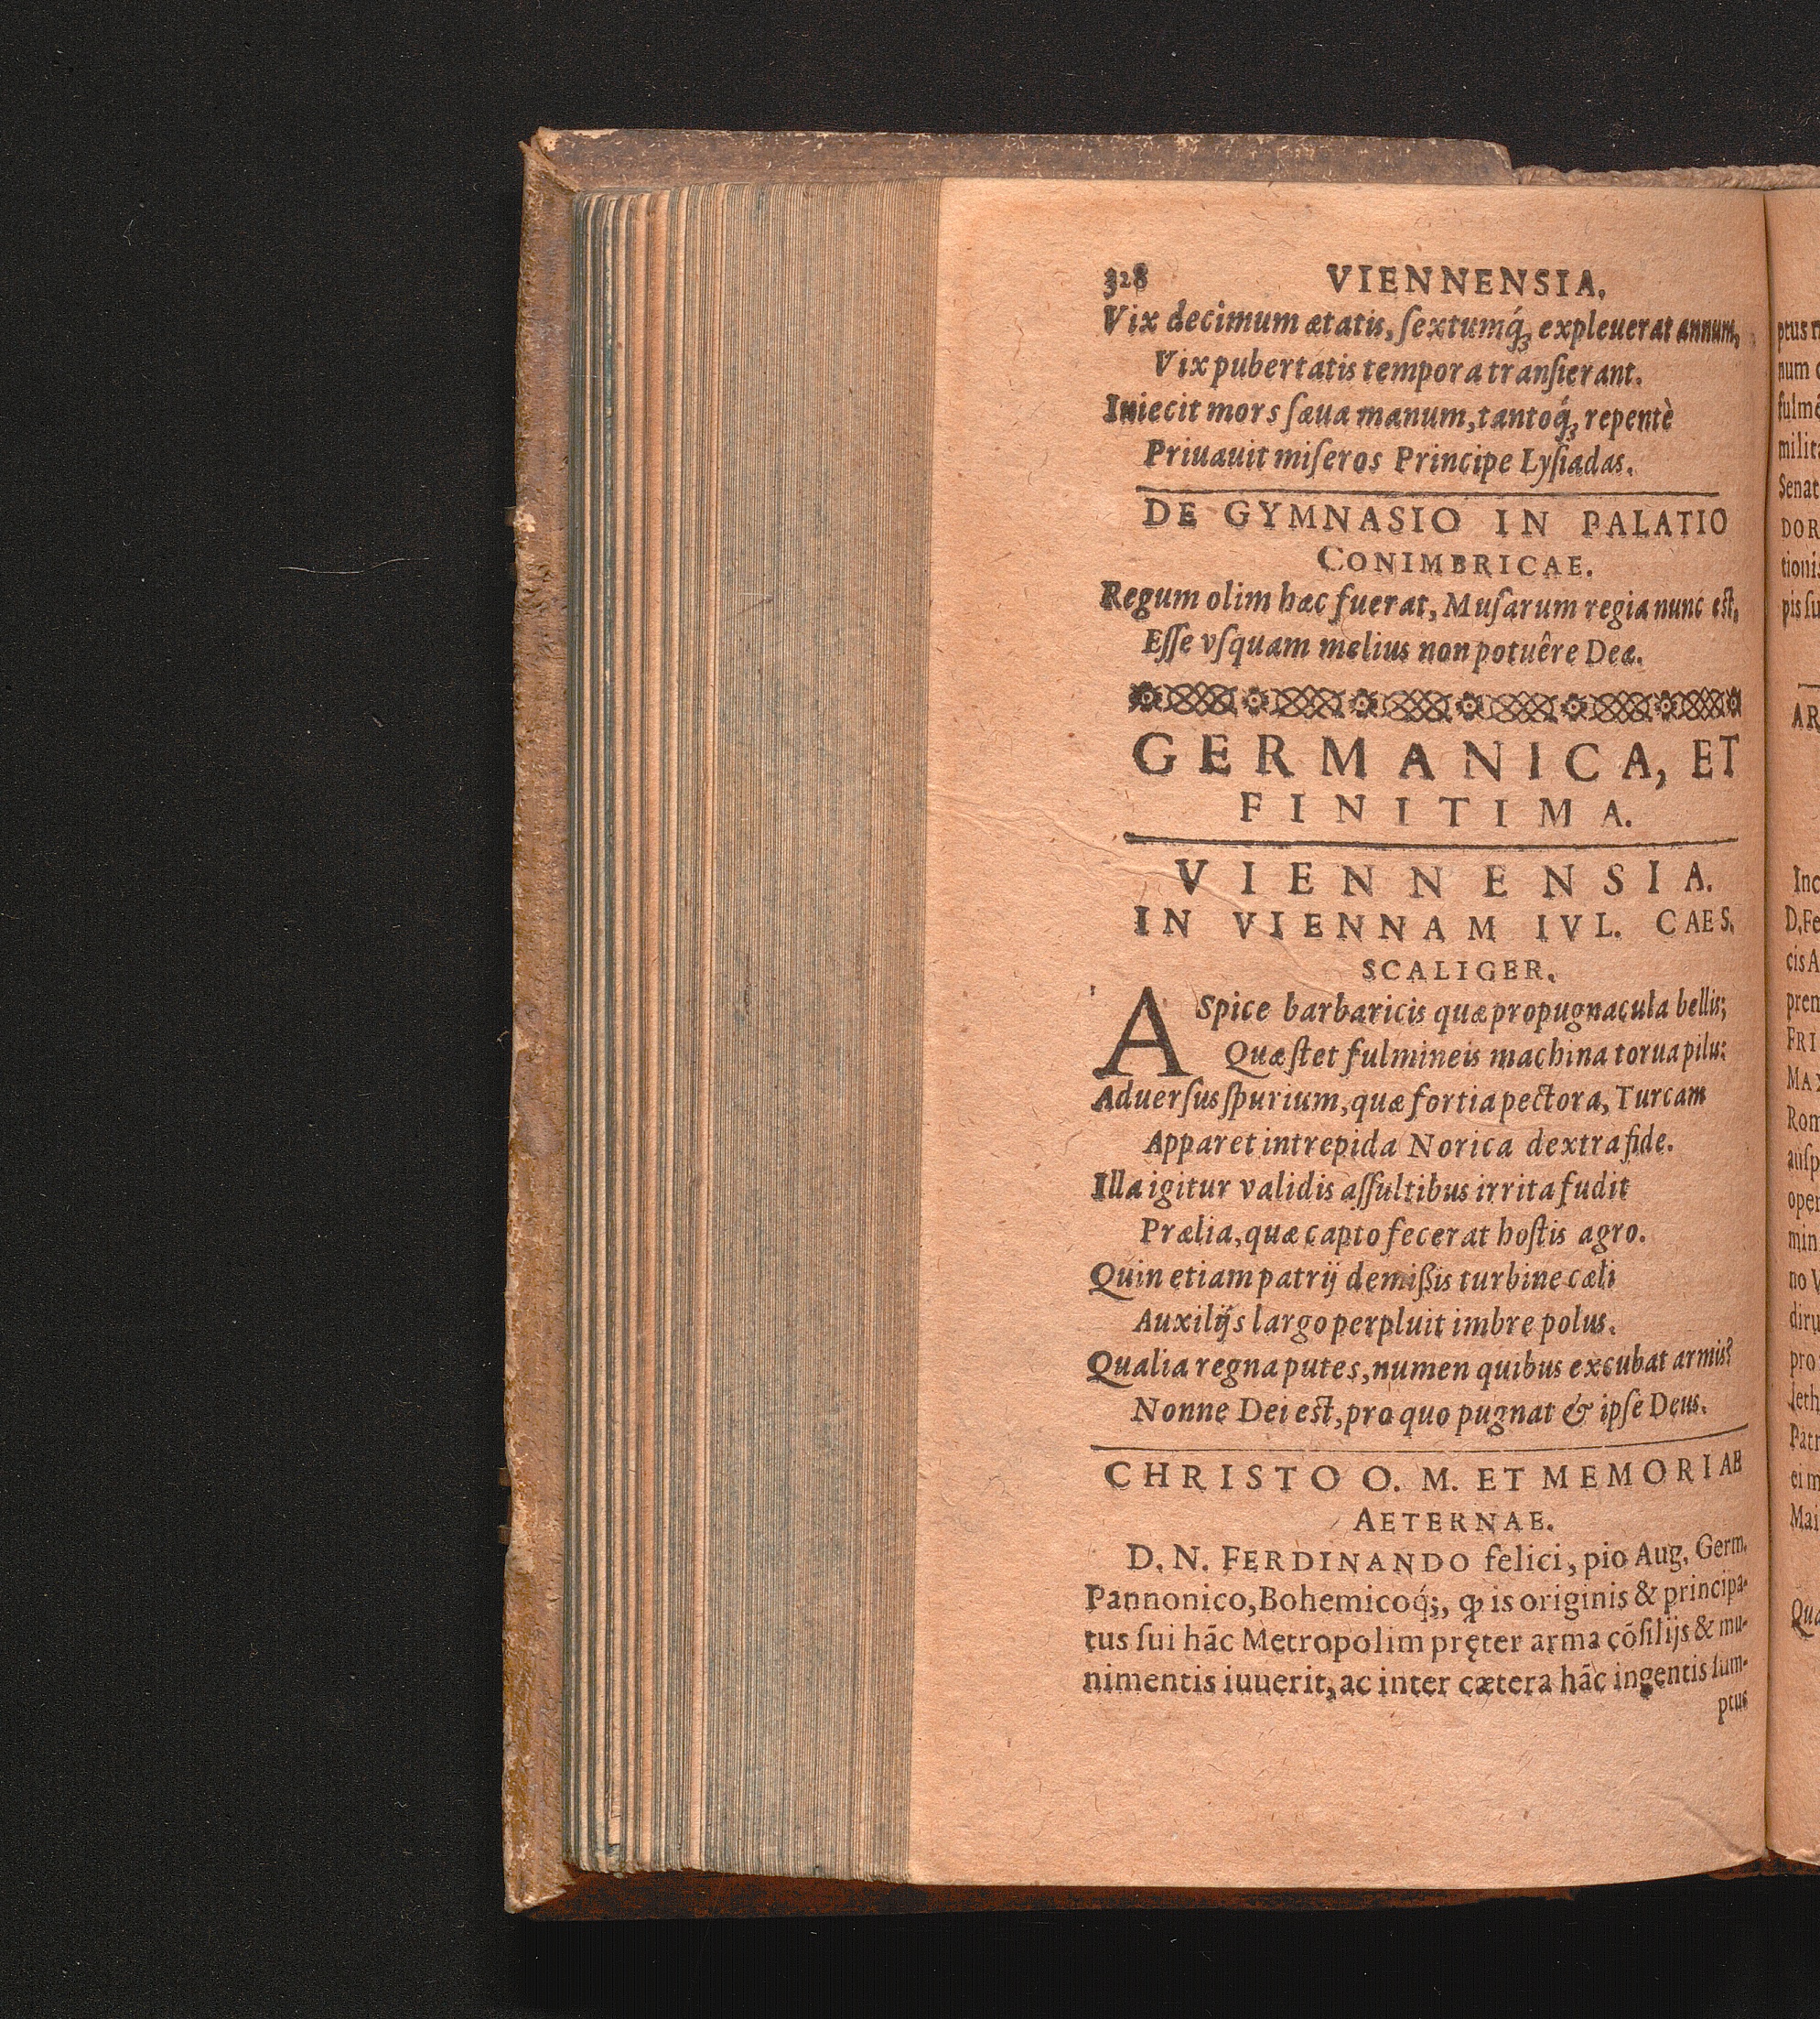 328 VIENNENSIA.
Vix decimum ætatis, ſextumq́ꝫ expleuerat annum,
Vix pubertatis tempora tranſierant.
Iniecit mors ſæua manum, tantoq́ꝫ repentè
Priuauit miſeros Principe Lyſiadas.
DE GYMNASIO IN PALATIO
CONIMBRICAE.
Regum olim hæc fuerat, Muſarum regia nunc est,
Eſſe vſquam melius non potuêre Deæ.
GERMANICA, ET
FINITIMA.
VIENNENSIA.
IN VIENNAM IVL. CAES.
SCALIGER.
ASpice barbaricis quæ propugnacula bellis;
Quæ ſtet fulmineis machina torua pilis:
Aduerſus ſpurium, quæ fortia pectora, Turcam
Apparet intrepida Norica dextra fide.
Illa igitur validis aſſultibus irrita fudit
Prælia, quæ capto fecerat hoſtis agro.
Quin etiam patrij demißis turbine cæli
Auxilijs largo perpluit imbre polus.
Qualia regna putes, numen quibus excubat armis?
Nonne Dei est, pro quo pugnat & ipſe Deus.
CHRISTO O. M. ET MEMORIAE
AETERNAE.
D. N. FERDINANDO felici, pio Aug. Germ.
Pannonico, Bohemicoq́;, ꝙ is originis & principa-
tus ſui hãc Metropolim pręter arma cõſilijs & mu-
nimentis iuuerit, ac inter cætera hãc ingentis ſum-
ptus